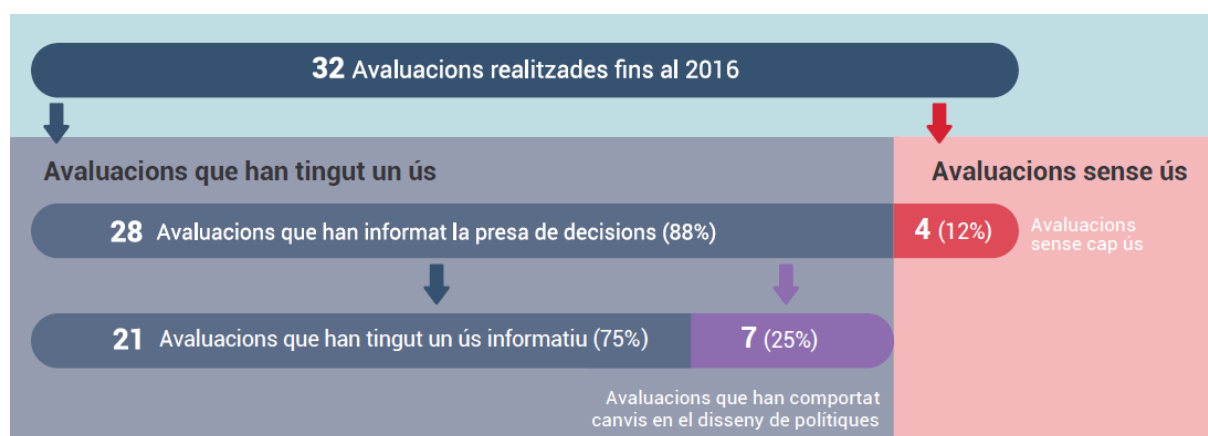 32 Avaluacions realitzades fins al 2016
Avaluacions que han tingut un ús
Avaluacions sense ús
28 Avaluacions que han informat la presa de decisions (88%)
4 (12%)
Avaluacions
sense cap ús
21 Avaluacions que han tingut un ús informatiu (75%)
7 (25%)
Avaluacions que han comportat
canvis en el disseny de polítiques